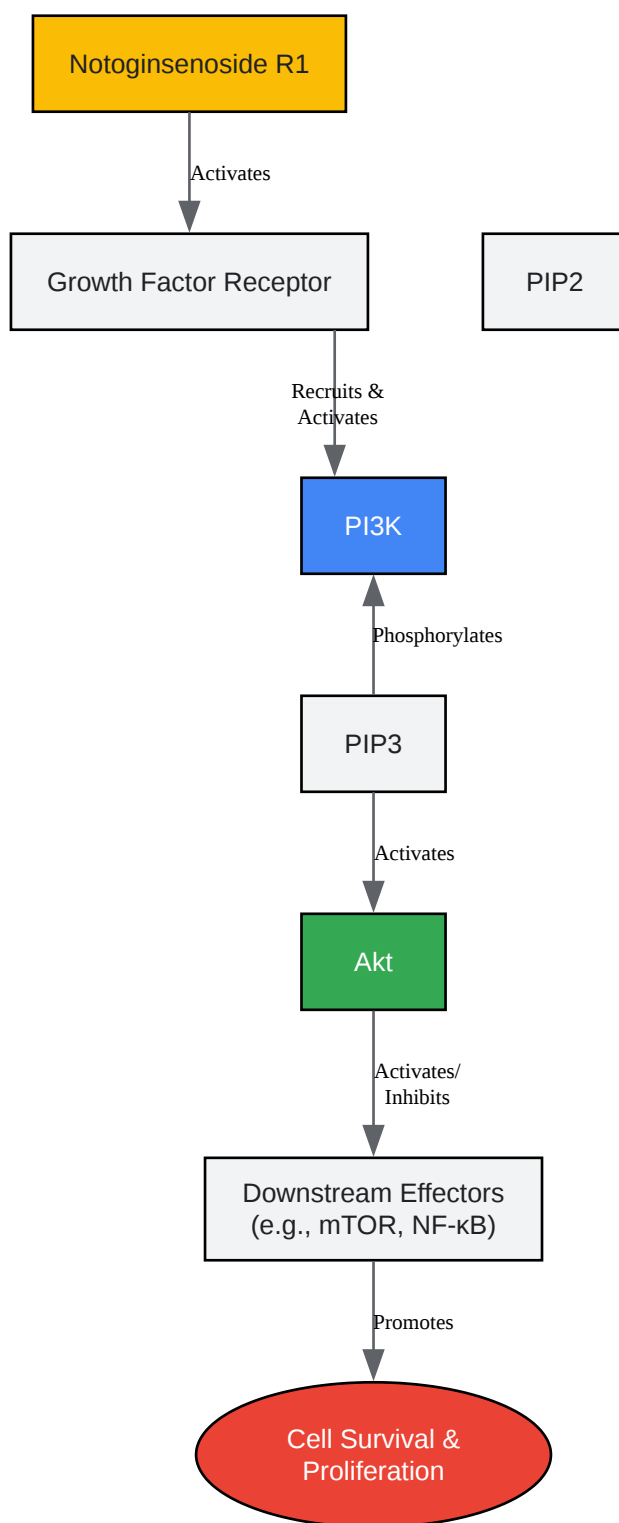 Notoginsenoside R1
Activates
Growth Factor Receptor
PIP2
Recruits &
Activates
PI3K
Phosphorylates
PIP3
Activates
Akt
Activates/
Inhibits
Downstream Effectors
(e.g., mTOR, NF-κB)
Promotes
Cell Survival &
Proliferation